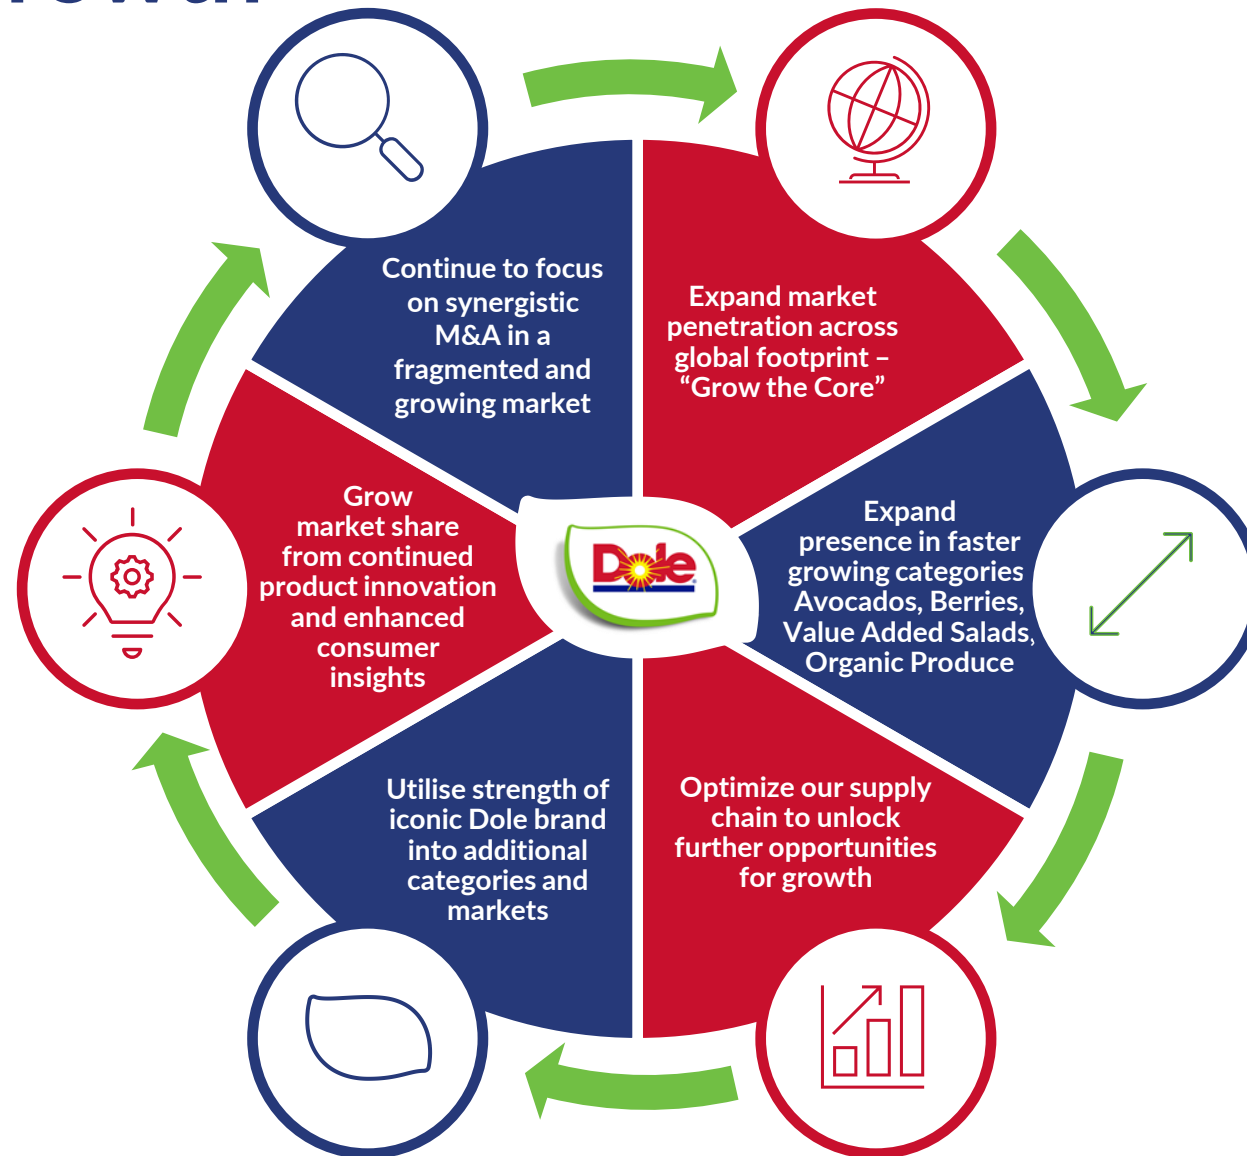 Continue to focus
on synergistic
M&A in a
fragmented and
growing market
Expand market
penetration across
global footprint –
“Grow the Core”
Expand
presence in faster
growing categories
Avocados, Berries,
Value Added Salads,
Organic Produce
Optimize our supply
chain to unlock
further opportunities
for growth
Utilise strength of
iconic Dole brand
into additional
categories and
markets
Grow
market share
from continued
product innovation
and enhanced
consumer
insights
Dole